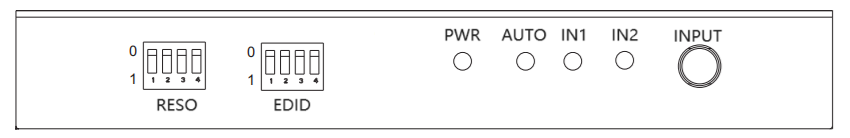 PWR AUTO IN1 IN2 INPUT
0 0
1 1 2 3 4 1 1 2 3 4
RESO EDID